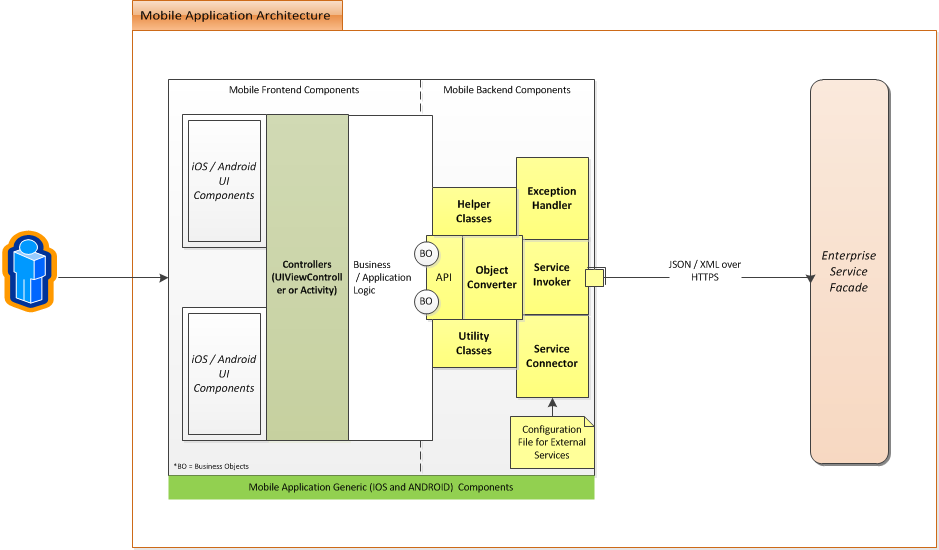 Mobile Application Architecture
Mobile Frontend Components
Mobile Backend Components
iOS / Android
UI
Components
iOS / Android
UI
Components
Controllers
(UIViewControll
er or Activity)
Business
/ Application
Logic
BO
BO
API
Helper
Classes
Object
Converter
Utility
Classes
Exception
Handler
Service
Invoker
Service
Connector
Configuration
File for External
Services
JSON / XML over
HTTPS
Enterprise
Service
Facade
*BO = Business Objects
Mobile Application Generic (IOS and ANDROID) Components